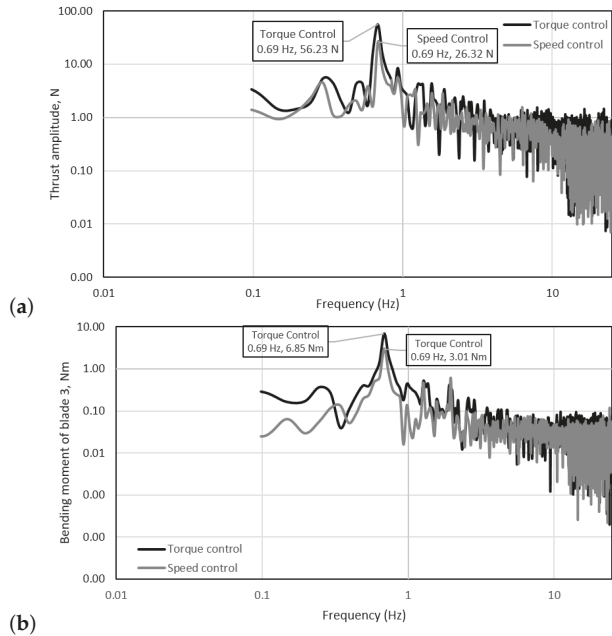 (a)
Thrust amplitude, N
100.00
10.00
1.00
0.10
0.01
0.00
Torque Control
0.69 Hz, 56.23 N
Speed Control
0.69 Hz, 26.32 N
Torque control
Speed control
0.01
0.1
1
10
Frequency (Hz)
(b)
Bending moment of blade 3, Nm
10.00
1.00
0.10
0.01
0.00
0.00
0.00
Torque Control
0.69 Hz, 6.85 Nm
Torque Control
0.69 Hz, 3.01 Nm
Torque control
Speed control
0.01
0.1
1
10
Frequency (Hz)